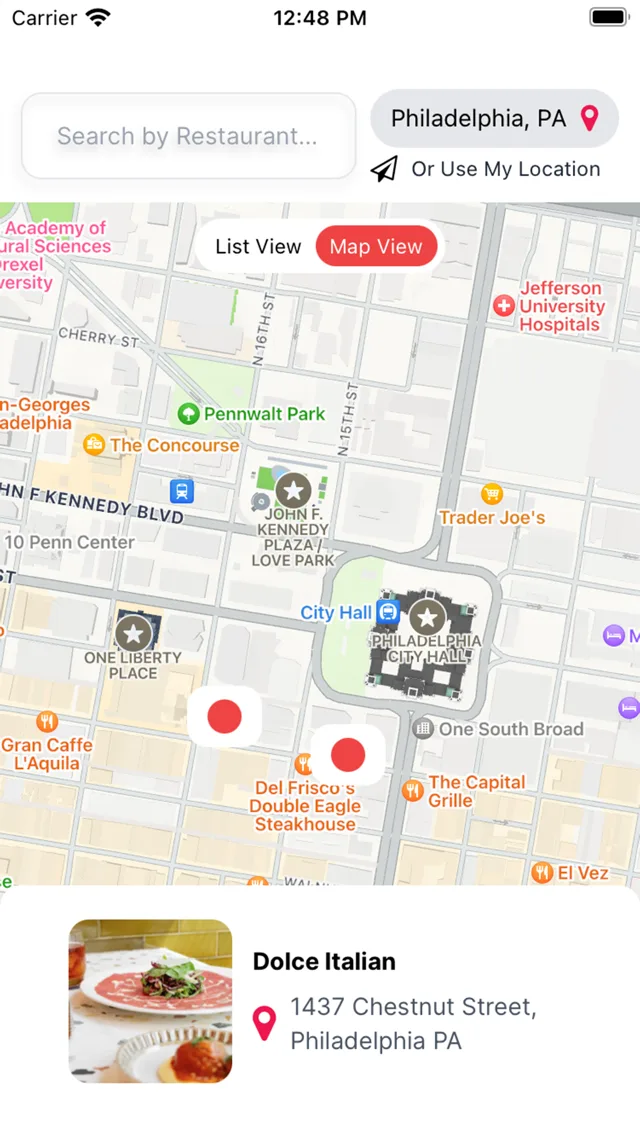 Carrier
12:48 PM
Search by Restaurant...
Philadelphia, PA
Or Use My Location
List View
Map View
Academy of
ural Sciences
Drexel
versity
Jefferson
University
Hospitals
CHERRY ST
N 16TH ST
N 15TH ST
n-Georges
adelphia
Pennwalt Park
The Concourse
HN F KENNEDY BLVD
JOHN F.
KENNEDY
PLAZA /
LOVE PARK
Trader Joe's
10 Penn Center
ST
City Hall
PHILADELPHIA
CITY HALL
M
ONE LIBERTY
PLACE
One South Broad
Gran Caffe
L'Aquila
Del Frisco's
Double Eagle
Steakhouse
The Capital
Grille
El Vez
se
WALN
Dolce Italian
1437 Chestnut Street,
Philadelphia PA